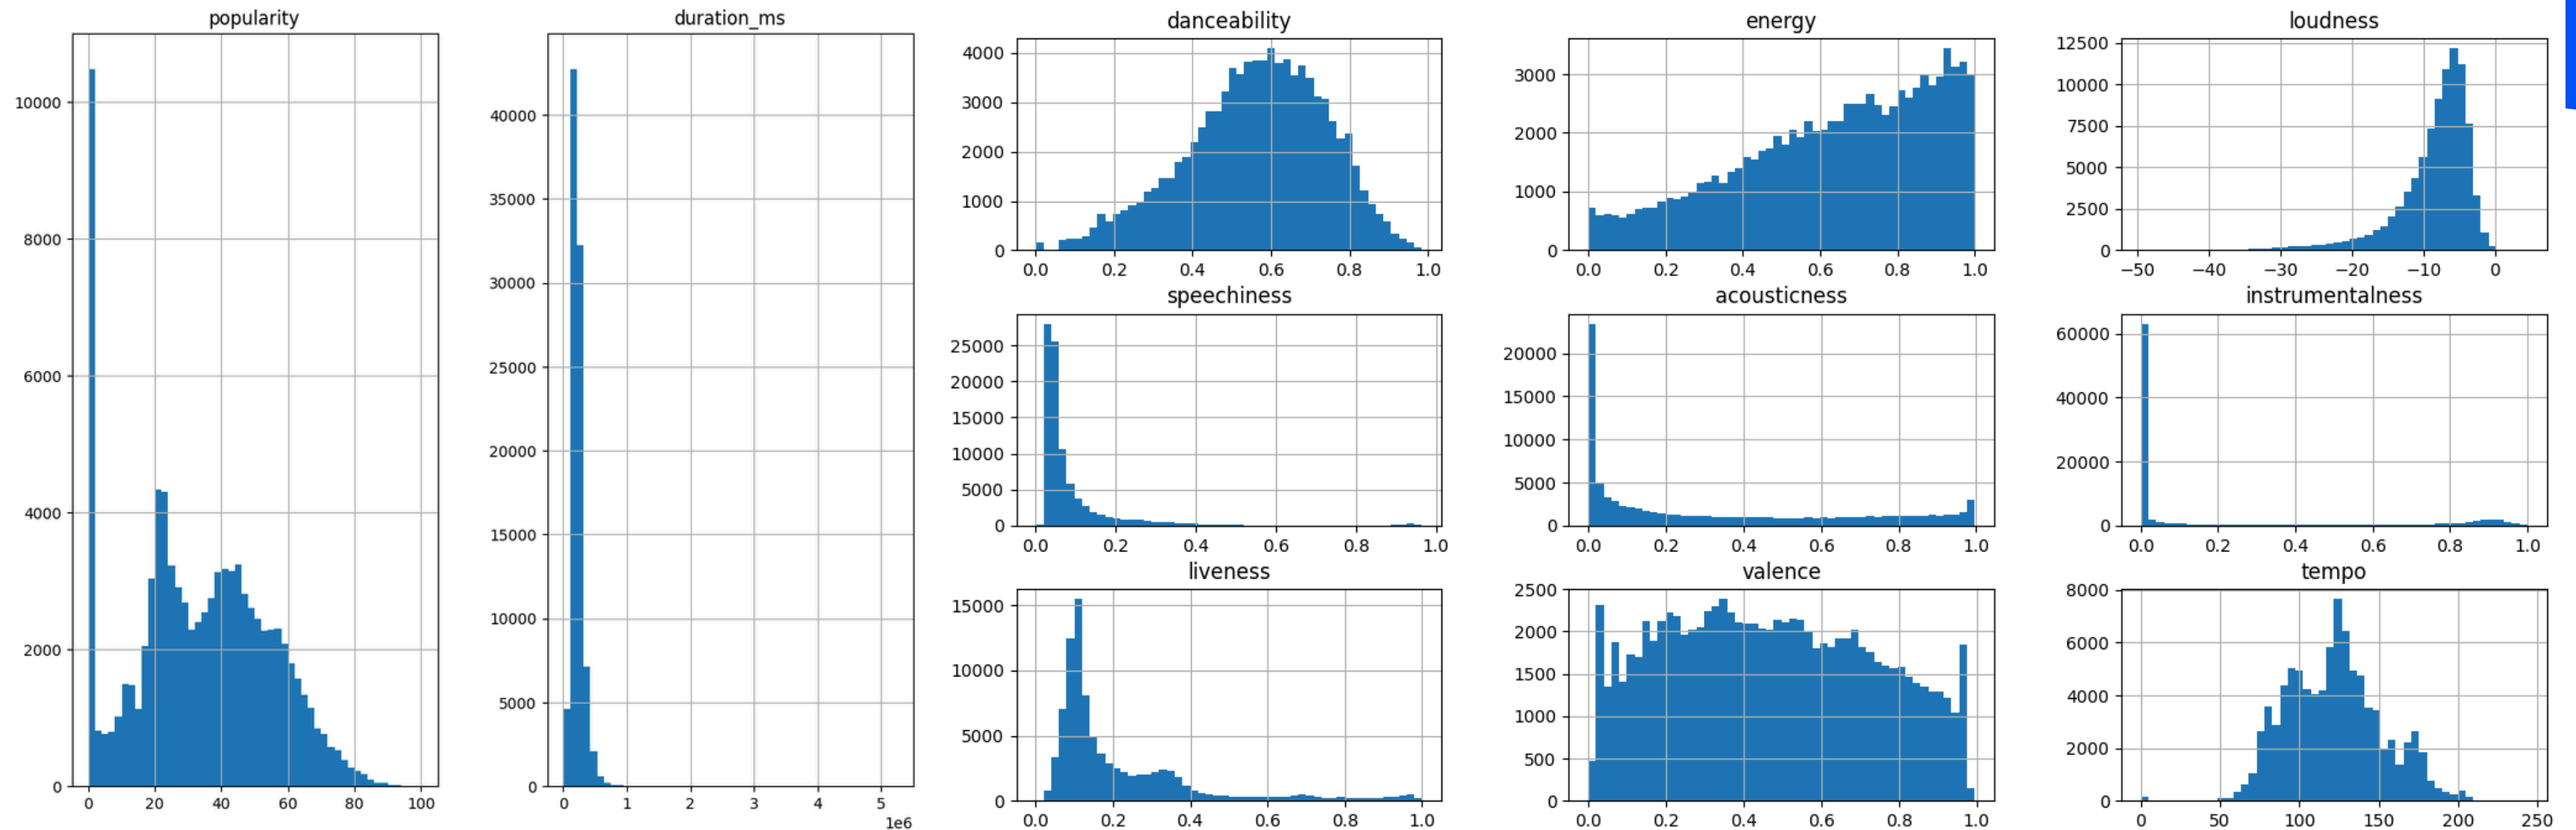 popularity
10000
8000
6000
4000
2000
0
0 20 40 60 80 100
duration_ms
40000
35000
30000
25000
20000
15000
10000
5000
0
0 1 2 3 4 5
1e6
danceability
4000
3000
2000
1000
0
0.0 0.2 0.4 0.6 0.8 1.0
energy
3000
2000
1000
0
0.0 0.2 0.4 0.6 0.8 1.0
loudness
12500
10000
7500
5000
2500
0
−50 −40 −30 −20 −10 0
speechiness
25000
20000
15000
10000
5000
0
0.0 0.2 0.4 0.6 0.8 1.0
acousticness
20000
15000
10000
5000
0
0.0 0.2 0.4 0.6 0.8 1.0
instrumentalness
60000
40000
20000
0
0.0 0.2 0.4 0.6 0.8 1.0
liveness
15000
10000
5000
0
0.0 0.2 0.4 0.6 0.8 1.0
valence
2500
2000
1500
1000
500
0
0.0 0.2 0.4 0.6 0.8 1.0
tempo
8000
6000
4000
2000
0
0 50 100 150 200 250